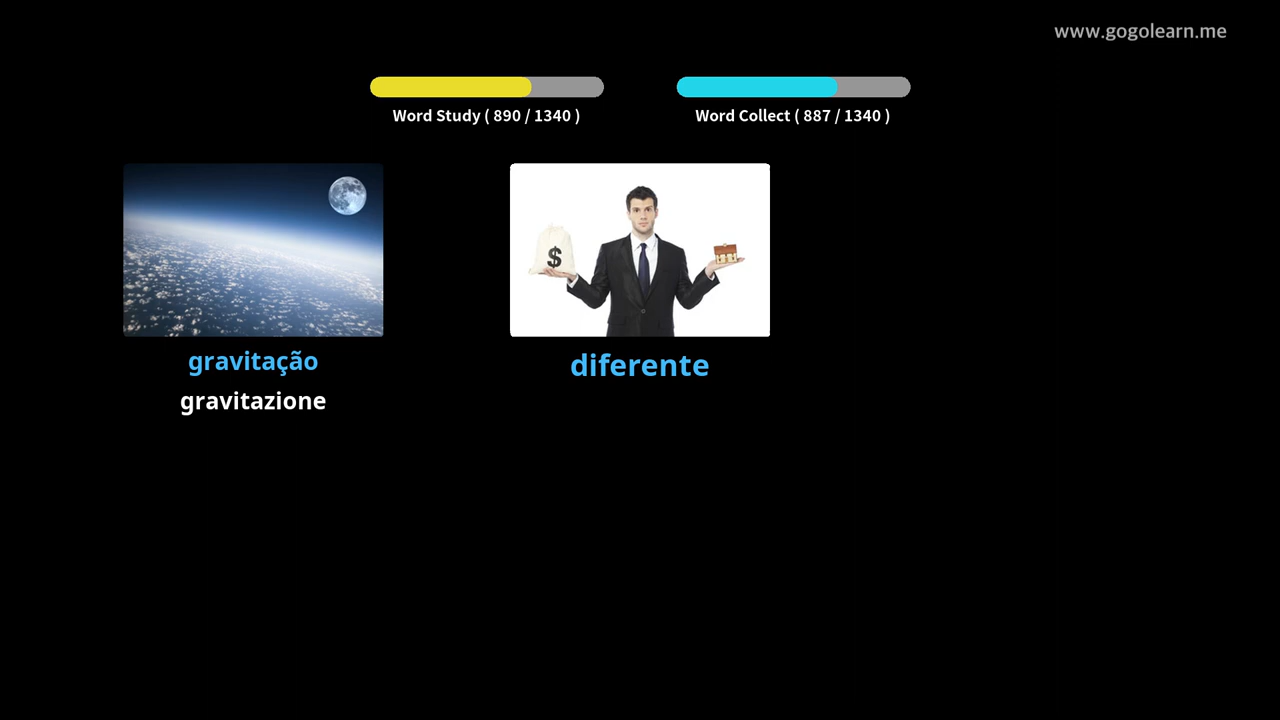 www.gogolearn.me
Word Study ( 890 / 1340 )
Word Collect ( 887 / 1340 )
$
gravitação
gravitazione
diferente